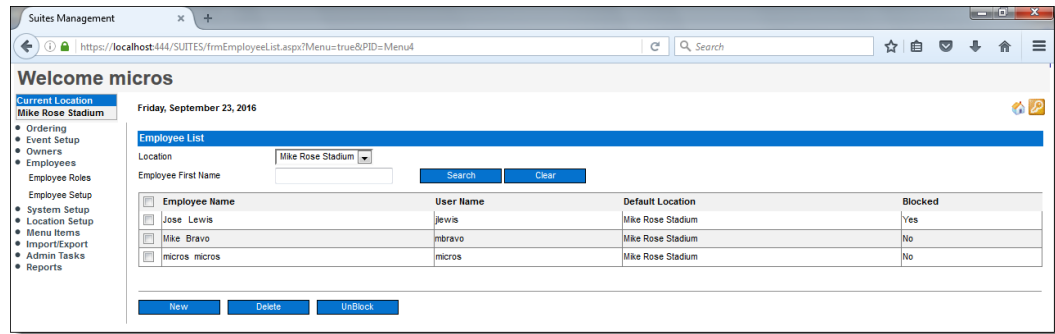 Suites Management
https://localhost:444/SUITES/frmEmployeeList.aspx?Menu=true&PID=Menu4
Search
Welcome micros
Current Location
Mike Rose Stadium
Friday, September 23, 2016
Ordering
Event Setup
Owners
Employees
Employee Roles
Employee Setup
System Setup
Location Setup
Menu Items
Import/Export
Admin Tasks
Reports
Employee List
Location Mike Rose Stadium
Employee First Name Search Clear
Employee Name User Name Default Location Blocked
Jose Lewis jlewis Mike Rose Stadium Yes
Mike Bravo mbravo Mike Rose Stadium No
micros micros micros Mike Rose Stadium No
New Delete UnBlock